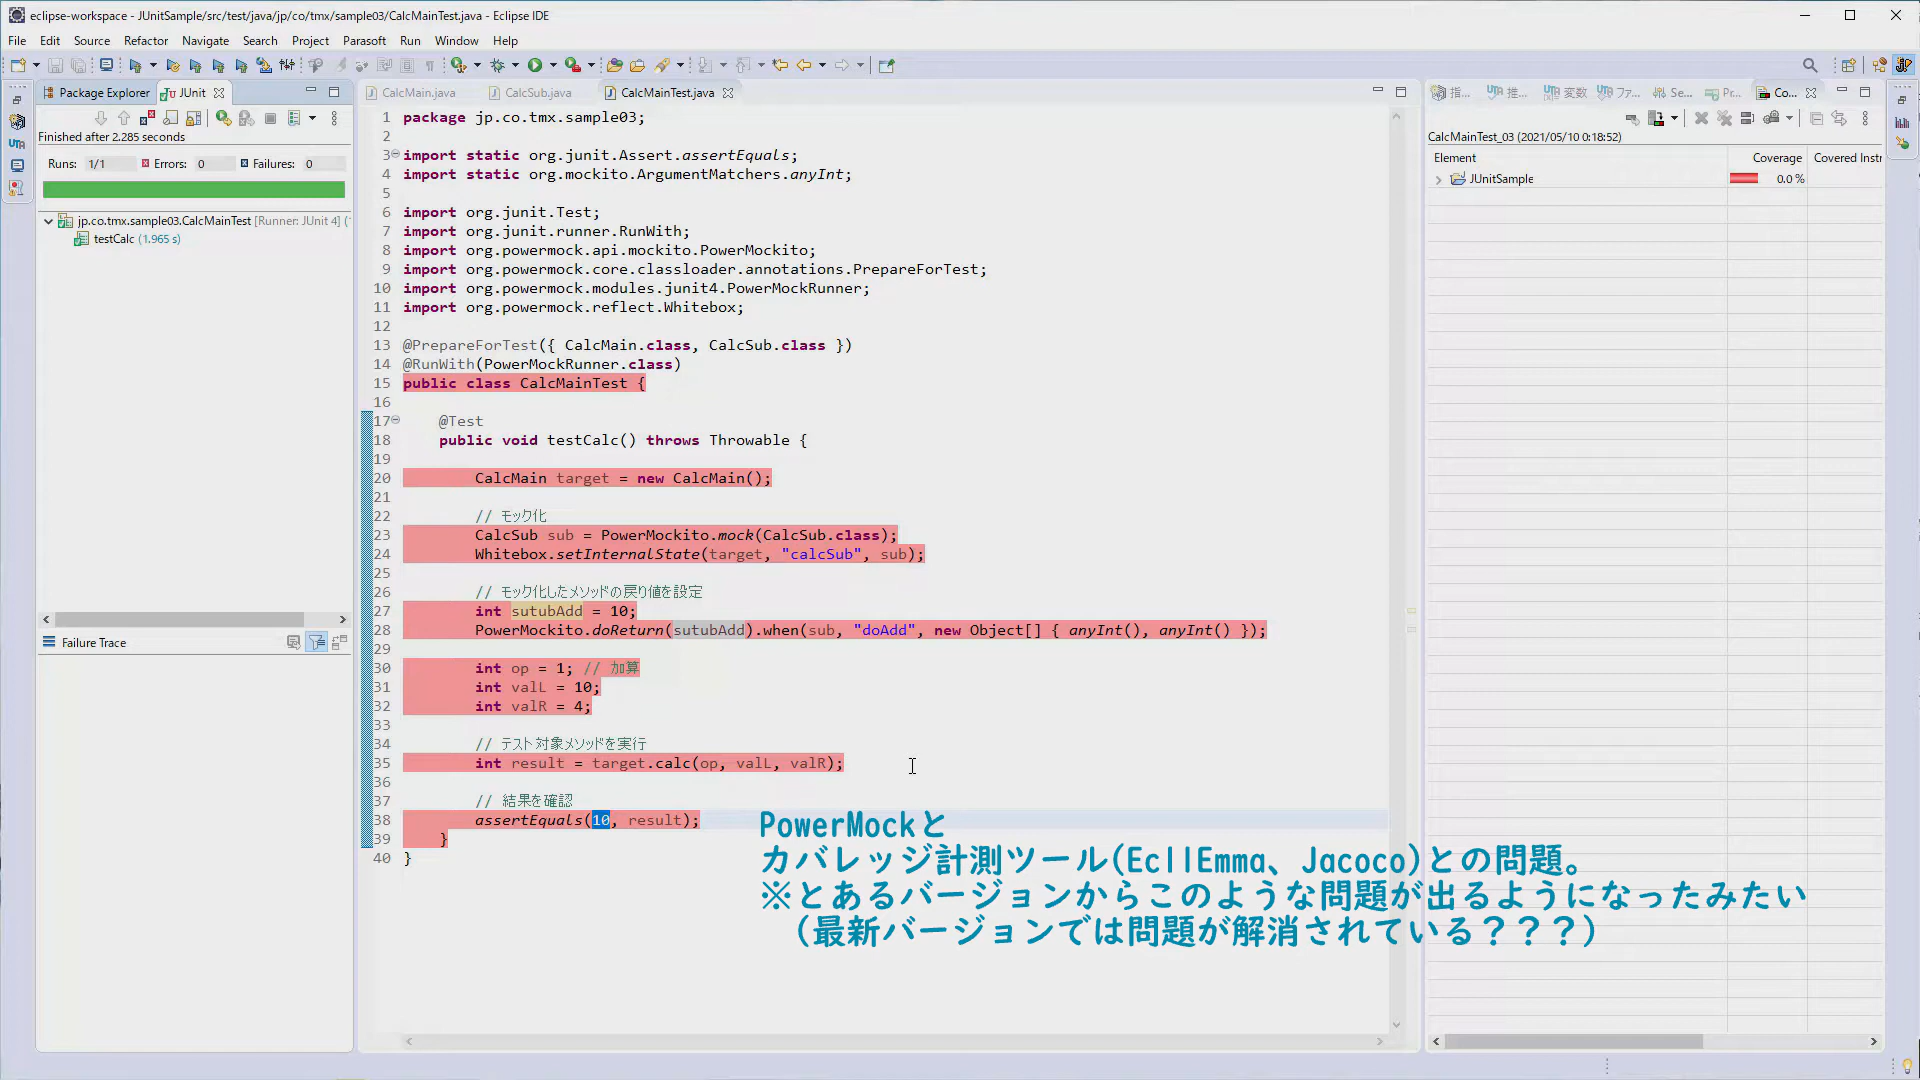 eclipse-workspace - JUnitSample/src/test/java/jp/co/tmx/sample03/CalcMainTest.java - Eclipse IDE
File Edit Source Refactor Navigate Search Project Parasoft Run Window Help
Package Explorer JUnit
CalcMain.java CalcSub.java CalcMainTest.java
指... 推... 変数 ファ... Se... Pr... Co...
Finished after 2.285 seconds
Runs: 1/1 Errors: 0 Failures: 0
jp.co.tmx.sample03.CalcMainTest [Runner: JUnit 4] (
testCalc (1.965 s)
Failure Trace
1 package jp.co.tmx.sample03;
2
3 import static org.junit.Assert.assertEquals;
4 import static org.mockito.ArgumentMatchers.anyInt;
5
6 import org.junit.Test;
7 import org.junit.runner.RunWith;
8 import org.powermock.api.mockito.PowerMockito;
9 import org.powermock.core.classloader.annotations.PrepareForTest;
10 import org.powermock.modules.junit4.PowerMockRunner;
11 import org.powermock.reflect.Whitebox;
12
13 @PrepareForTest({ CalcMain.class, CalcSub.class })
14 @RunWith(PowerMockRunner.class)
15 public class CalcMainTest {
16
17 @Test
18 public void testCalc() throws Throwable {
19
20 CalcMain target = new CalcMain();
21
22 // モック化
23 CalcSub sub = PowerMockito.mock(CalcSub.class);
24 Whitebox.setInternalState(target, "calcSub", sub);
25
26 // モック化したメソッドの戻り値を設定
27 int sutubAdd = 10;
28 PowerMockito.doReturn(sutubAdd).when(sub, "doAdd", new Object[] { anyInt(), anyInt() });
29
30 int op = 1; // 加算
31 int valL = 10;
32 int valR = 4;
33
34 // テスト対象メソッドを実行
35 int result = target.calc(op, valL, valR);
36
37 // 結果を確認
38 assertEquals(10, result);
39 }
40 }
CalcMainTest_03 (2021/05/10 0:18:52)
Element Coverage Covered Instr
JUnitSample 0.0 %
PowerMockと
カバレッジ計測ツール(EcllEmma、Jacoco)との問題。
※とあるバージョンからこのような問題が出るようになったみたい
（最新バージョンでは問題が解消されている？？？）